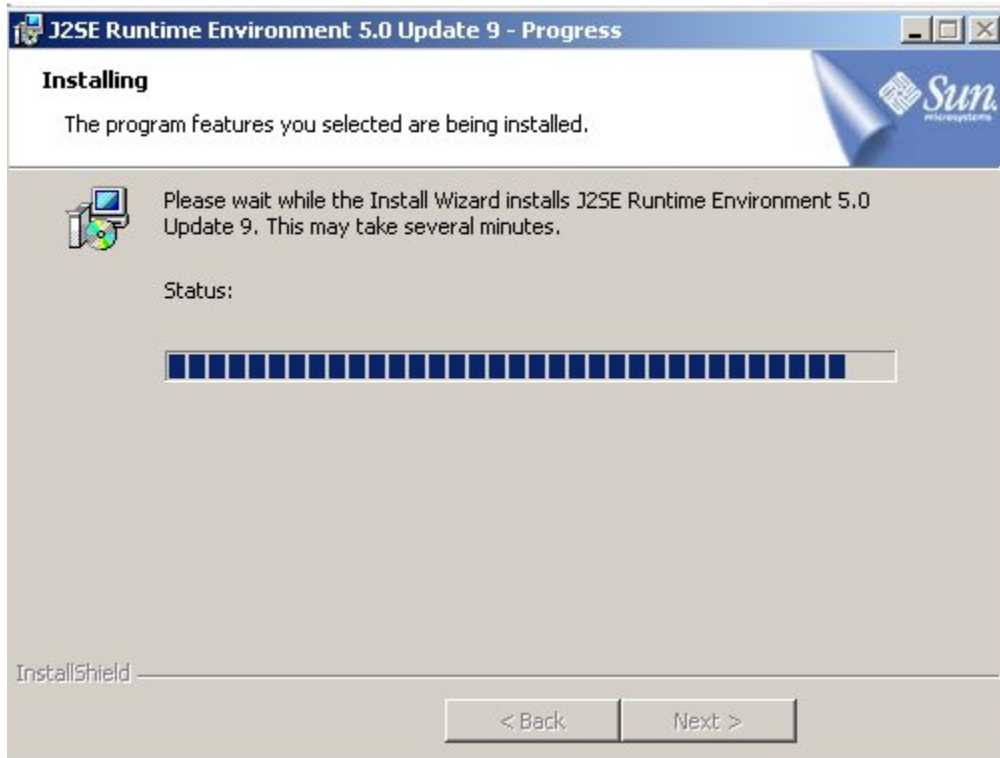 J2SE Runtime Environment 5.0 Update 9 - Progress
Installing
The program features you selected are being installed.
Sun
microsystems
Please wait while the Install Wizard installs J2SE Runtime Environment 5.0
Update 9. This may take several minutes.
Status:
InstallShield
< Back
Next >